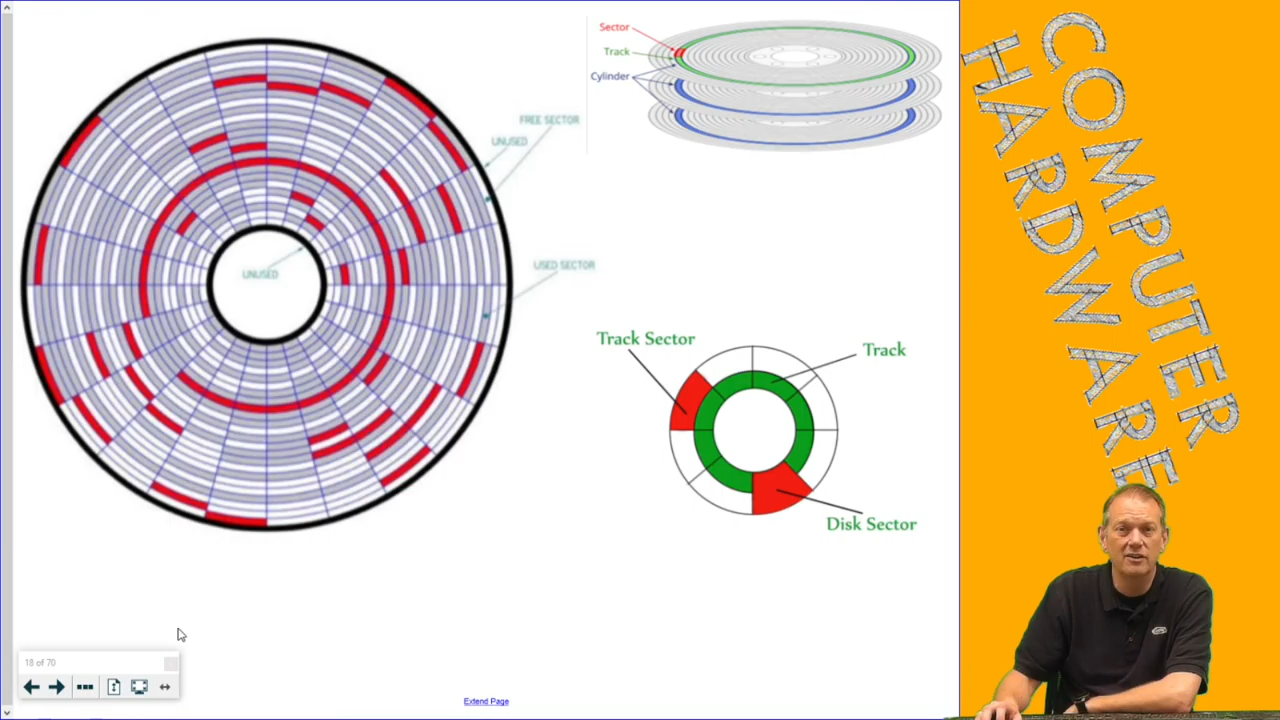 Sector
Track
Cylinder
FREE SECTOR
UNUSED
UNUSED
USED SECTOR
Track Sector
Track
Disk Sector
18 of 70
Extend Page
COMPUTER
HARDWARE